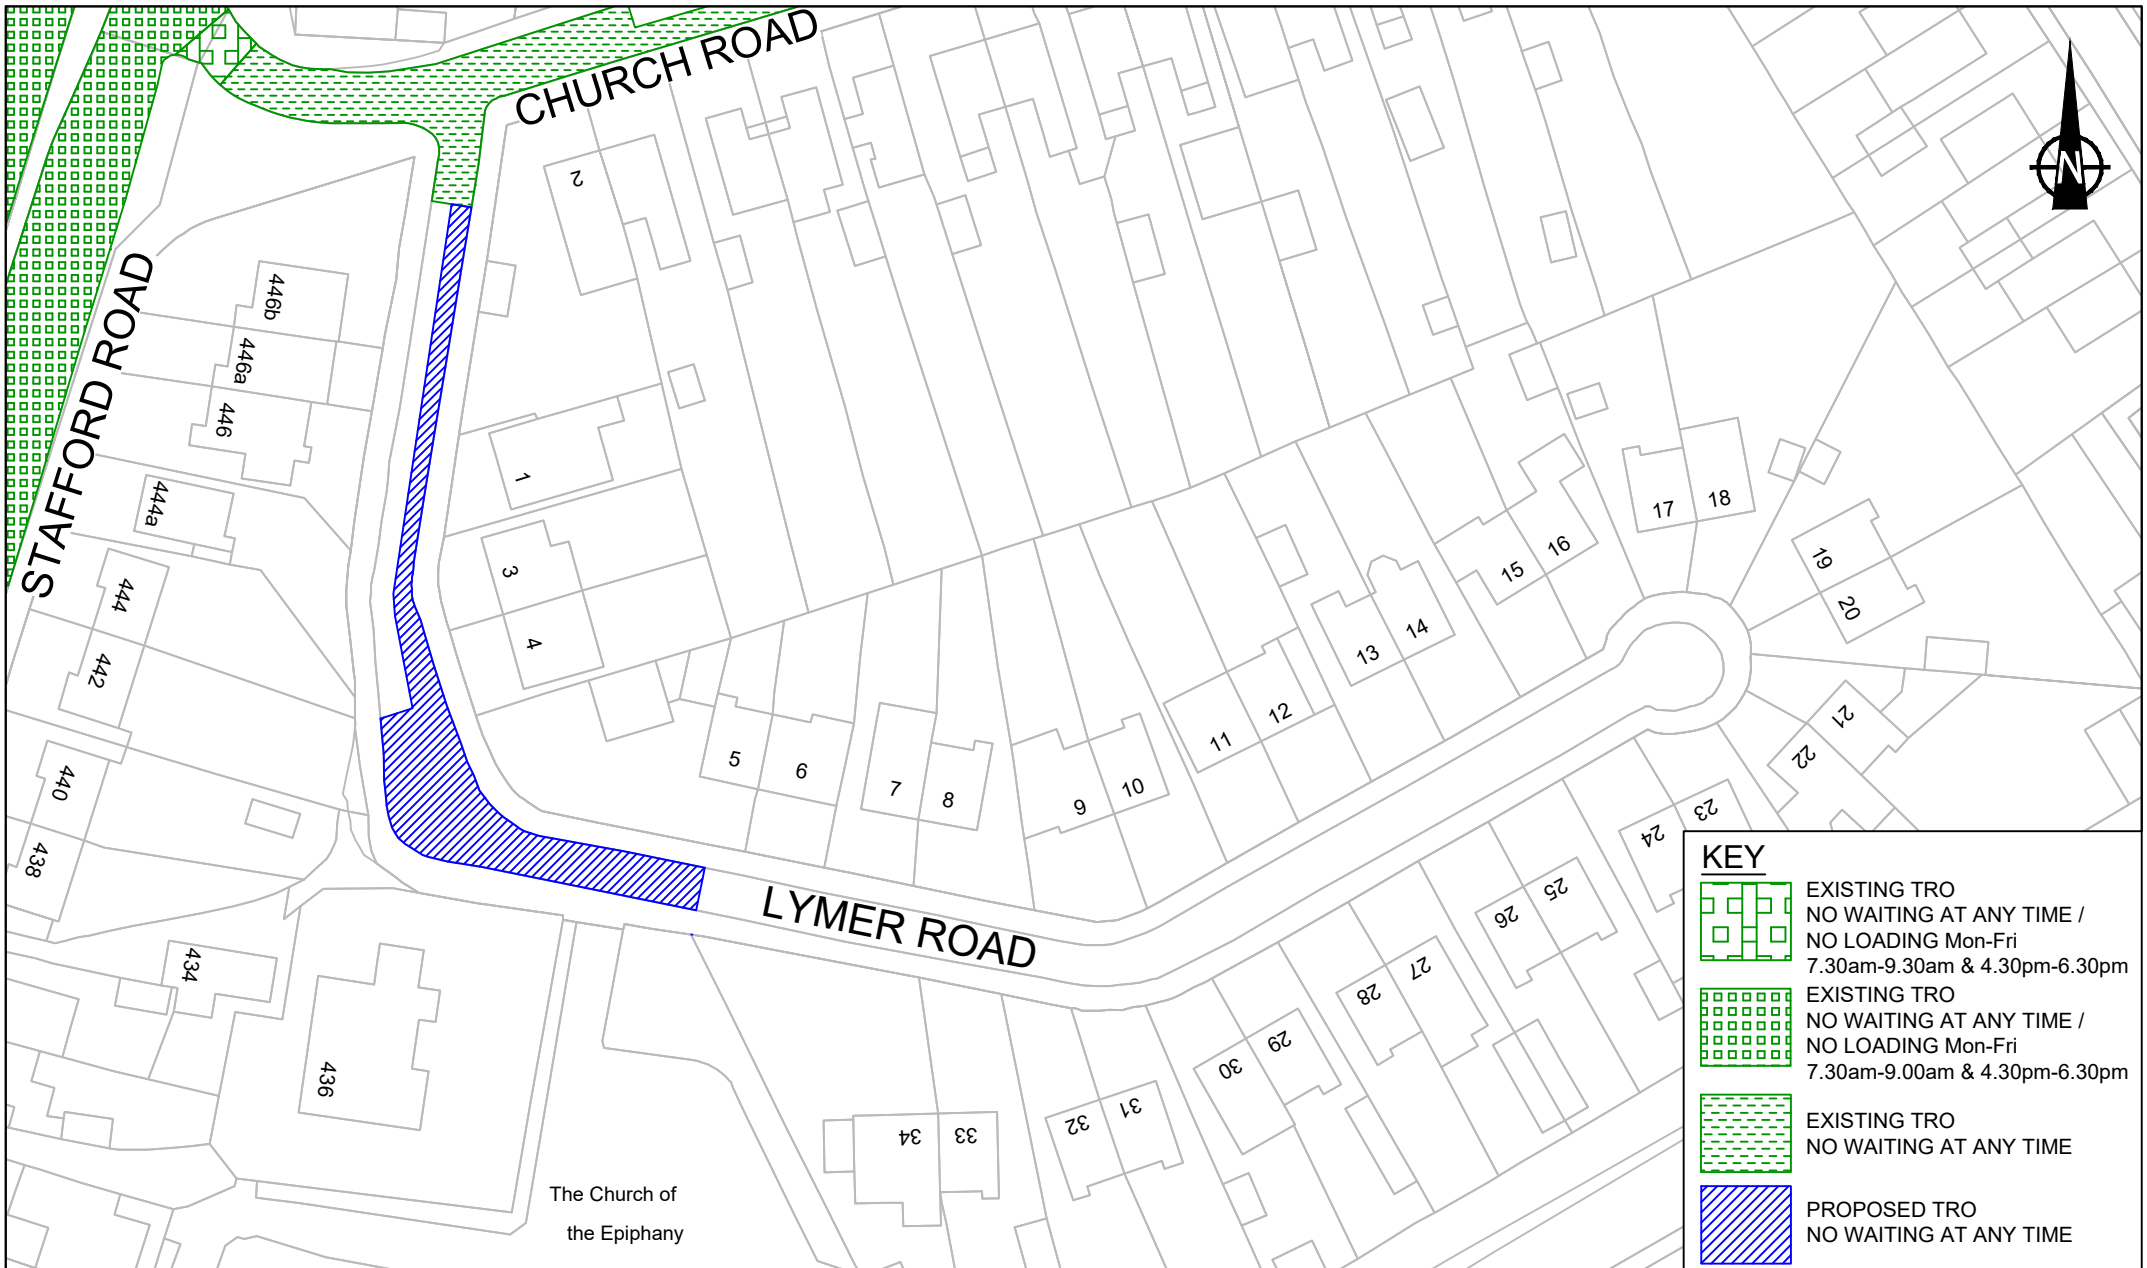 CHURCH ROAD
N
2
STAFFORD ROAD
446b
446a
446
444a
444
442
440
438
434
436
1
3
4
5
6
7
8
9
10
11
12
13
14
15
16
17
18
19
20
21
22
23
24
25
26
27
28
29
30
31
32
33
34
LYMER ROAD
The Church of
the Epiphany
KEY
EXISTING TRO
NO WAITING AT ANY TIME /
NO LOADING Mon-Fri
7.30am-9.30am & 4.30pm-6.30pm
EXISTING TRO
NO WAITING AT ANY TIME /
NO LOADING Mon-Fri
7.30am-9.00am & 4.30pm-6.30pm
EXISTING TRO
NO WAITING AT ANY TIME
PROPOSED TRO
NO WAITING AT ANY TIME